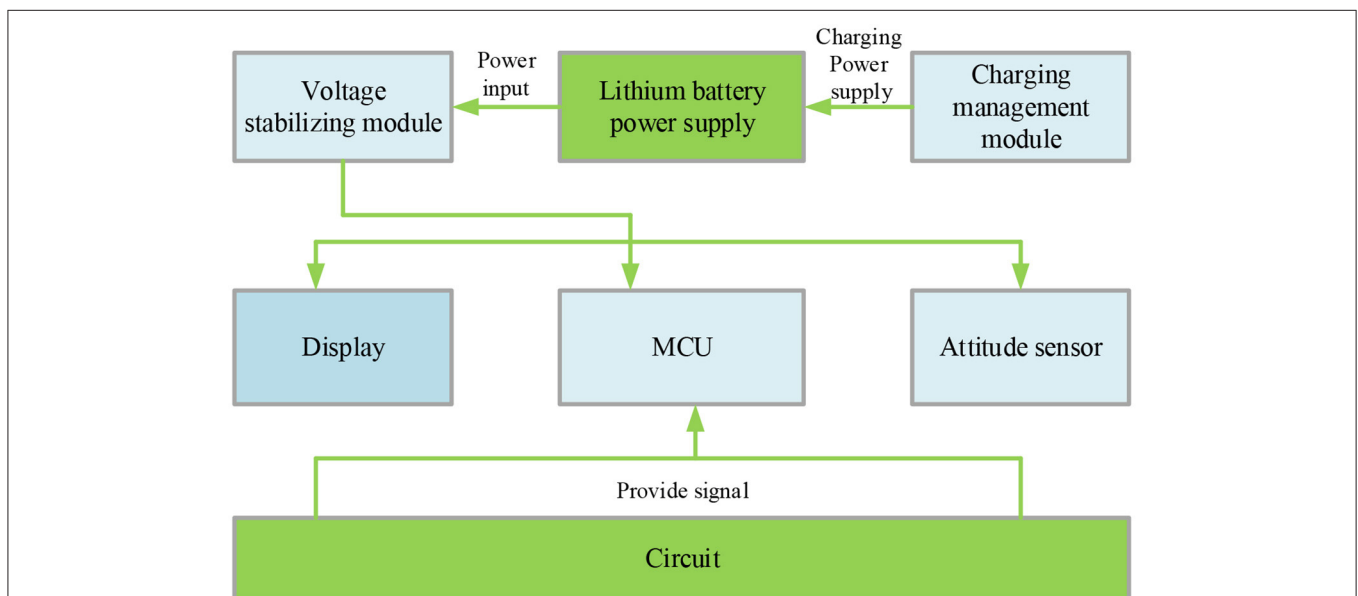 Voltage
stabilizing module
Power
input
Lithium battery
power supply
Charging
Power
supply
Charging
management
module
Display
MCU
Attitude sensor
Provide signal
Circuit